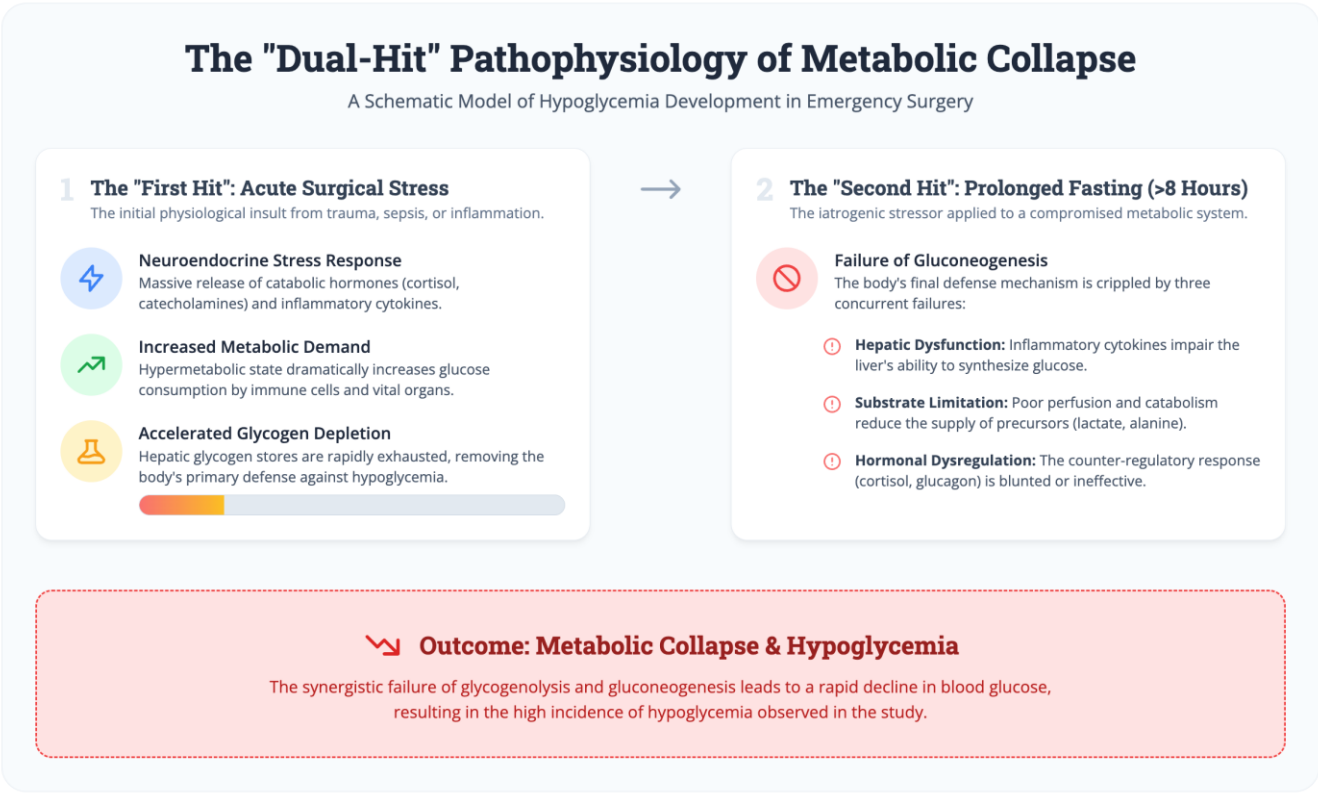 The "Dual-Hit" Pathophysiology of Metabolic Collapse
A Schematic Model of Hypoglycemia Development in Emergency Surgery
1
The "First Hit": Acute Surgical Stress
The initial physiological insult from trauma, sepsis, or inflammation.
Neuroendocrine Stress Response
Massive release of catabolic hormones (cortisol,
catecholamines) and inflammatory cytokines.
Increased Metabolic Demand
Hypermetabolic state dramatically increases glucose
consumption by immune cells and vital organs.
Accelerated Glycogen Depletion
Hepatic glycogen stores are rapidly exhausted, removing the
body's primary defense against hypoglycemia.
2
The "Second Hit": Prolonged Fasting (>8 Hours)
The iatrogenic stressor applied to a compromised metabolic system.
Failure of Gluconeogenesis
The body's final defense mechanism is crippled by three
concurrent failures:
Hepatic Dysfunction: Inflammatory cytokines impair the
liver's ability to synthesize glucose.
Substrate Limitation: Poor perfusion and catabolism
reduce the supply of precursors (lactate, alanine).
Hormonal Dysregulation: The counter-regulatory response
(cortisol, glucagon) is blunted or ineffective.
Outcome: Metabolic Collapse & Hypoglycemia
The synergistic failure of glycogenolysis and gluconeogenesis leads to a rapid decline in blood glucose,
resulting in the high incidence of hypoglycemia observed in the study.